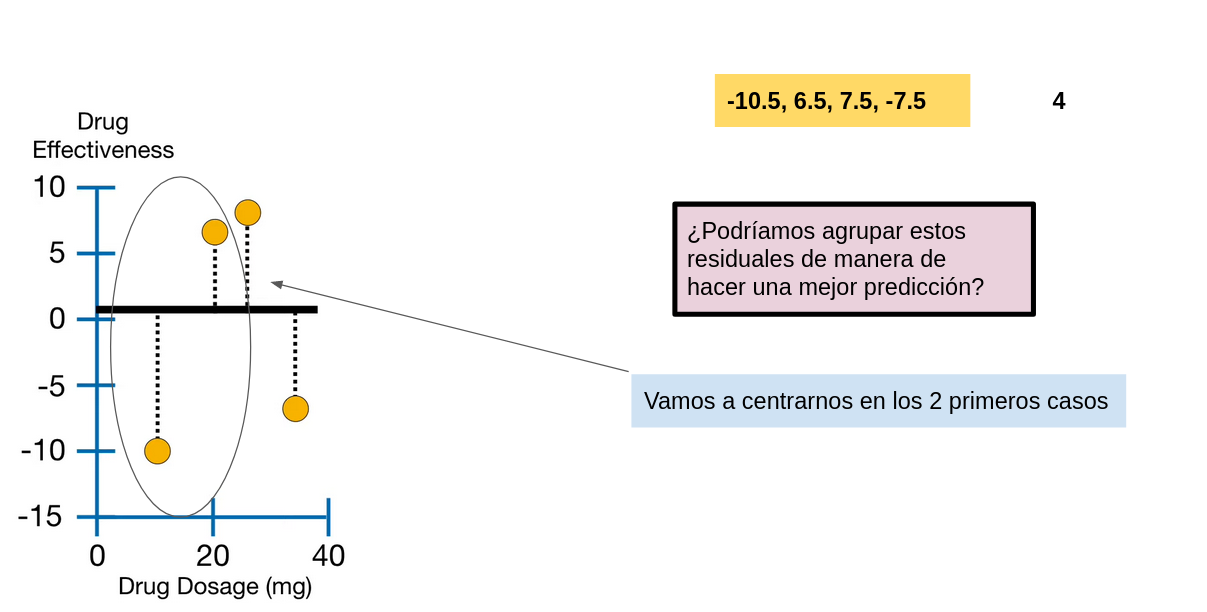 -10.5, 6.5, 7.5, -7.5
4
Drug
Effectiveness
10
5
0
-5
-10
-15
0
20
40
Drug Dosage (mg)
¿Podríamos agrupar estos
residuales de manera de
hacer una mejor predicción?
Vamos a centrarnos en los 2 primeros casos